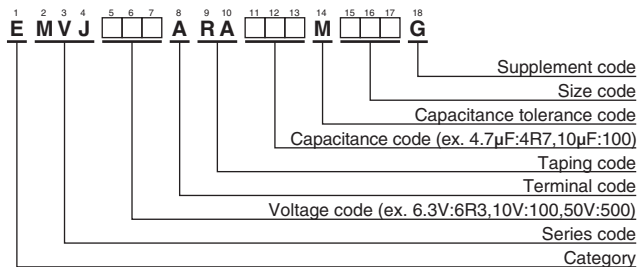 1 2 3 4 5 6 7 8 9 10 11 12 13 14 15 16 17 18
E MVJ A RA M G
Supplement code
Size code
Capacitance tolerance code
Capacitance code (ex. 4.7μF:4R7,10μF:100)
Taping code
Terminal code
Voltage code (ex. 6.3V:6R3,10V:100,50V:500)
Series code
Category